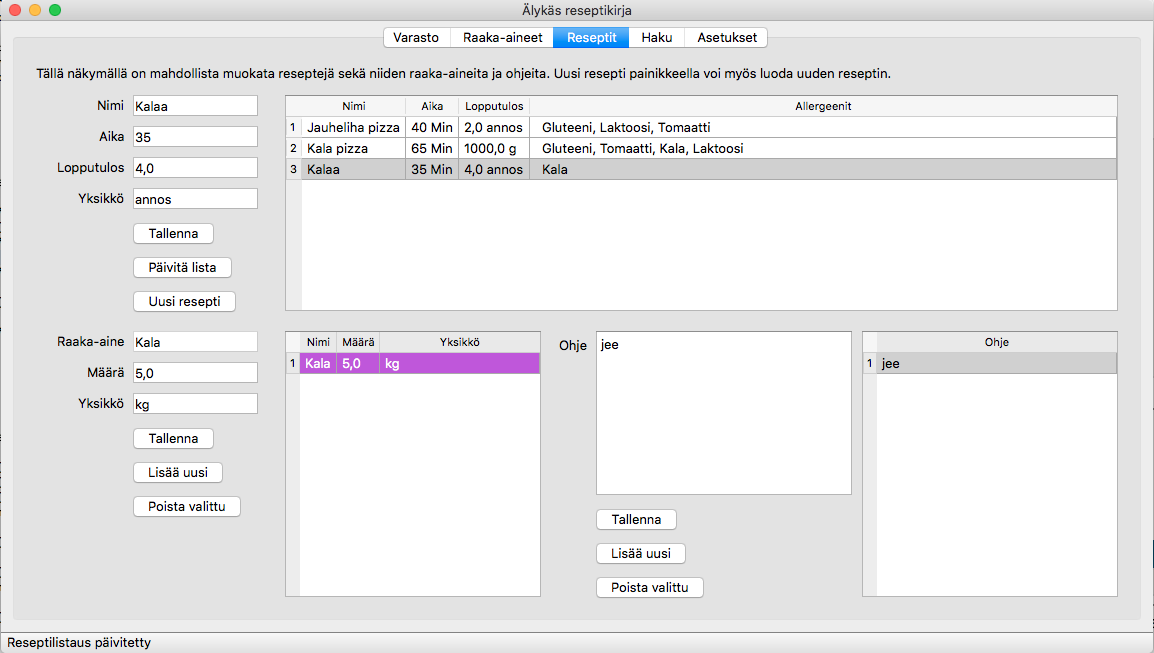 Älykäs reseptikirja
Varasto Raaka-aineet Reseptit Haku Asetukset
Tällä näkymällä on mahdollista muokata reseptejä sekä niiden raaka-aineita ja ohjeita. Uusi resepti painikkeella voi myös luoda uuden reseptin.
Nimi Kalaa
Aika 35
Lopputulos 4,0
Yksikkö annos
Tallenna
Päivitä lista
Uusi resepti
Nimi Aika Lopputulos Allergeenit
1 Jauheliha pizza 40 Min 2,0 annos Gluteeni, Laktoosi, Tomaatti
2 Kala pizza 65 Min 1000,0 g Gluteeni, Tomaatti, Kala, Laktoosi
3 Kalaa 35 Min 4,0 annos Kala
Raaka-aine Kala
Määrä 5,0
Yksikkö kg
Tallenna
Lisää uusi
Poista valittu
Nimi Määrä Yksikkö
1 Kala 5,0 kg
Ohje jee
Tallenna
Lisää uusi
Poista valittu
Ohje
1 jee
Reseptilistaus päivitetty